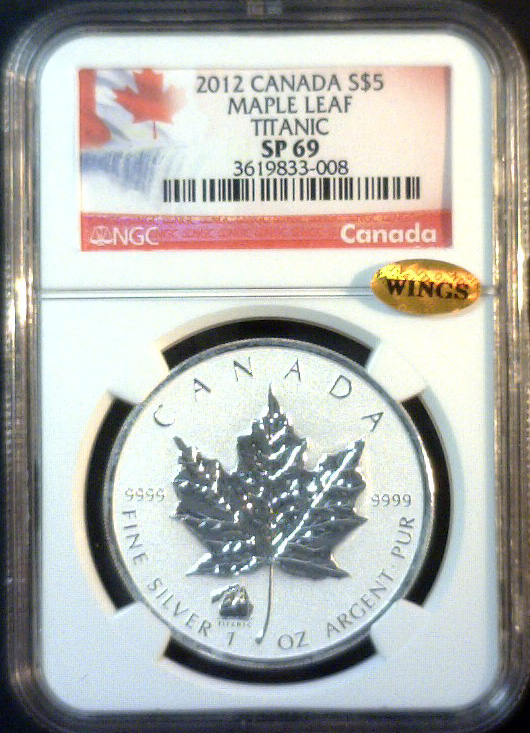 2012 CANADA S$5
MAPLE LEAF
TITANIC
SP 69
3619833-008
NGC
Canada
WINGS
CANADA
9999
9999
FINE SILVER 1 OZ ARGENT PUR
TITANIC